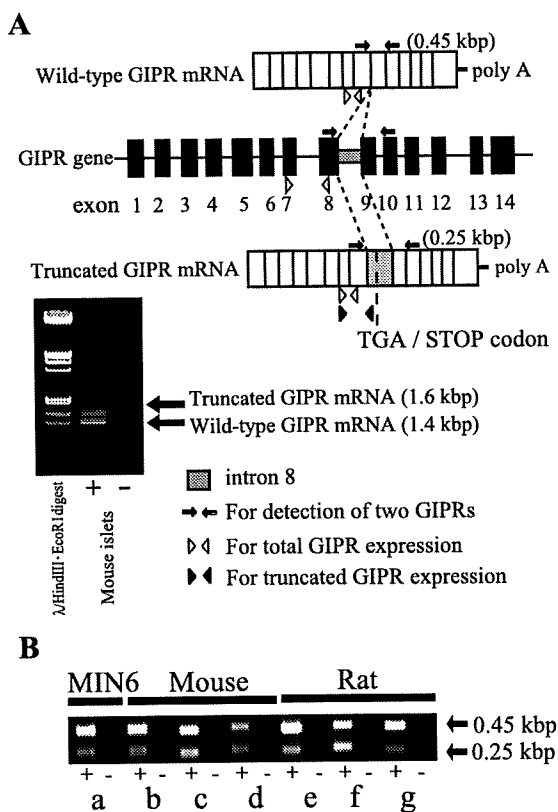 A
(0.45 kbp)
Wild-type GIPR mRNA
poly A
GIPR gene
exon 1 2 3 4 5 6 7 8 9 10 11 12 13 14
(0.25 kbp)
Truncated GIPR mRNA
poly A
TGA / STOP codon
Truncated GIPR mRNA (1.6 kbp)
Wild-type GIPR mRNA (1.4 kbp)
λ/HindIII·EcoRI digest
+ -
Mouse islets
intron 8
For detection of two GIPRs
For total GIPR expression
For truncated GIPR expression
B
MIN6 Mouse Rat
0.45 kbp
0.25 kbp
+ - + - + - + - + - + - + -
a b c d e f g